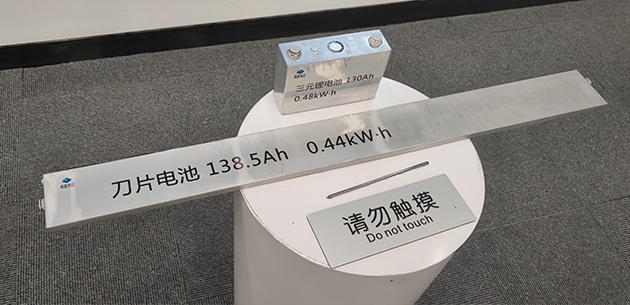 三元锂电池 130Ah
0.48kW·h
刀片电池 138.5Ah 0.44kW·h
请勿触摸
Do not touch